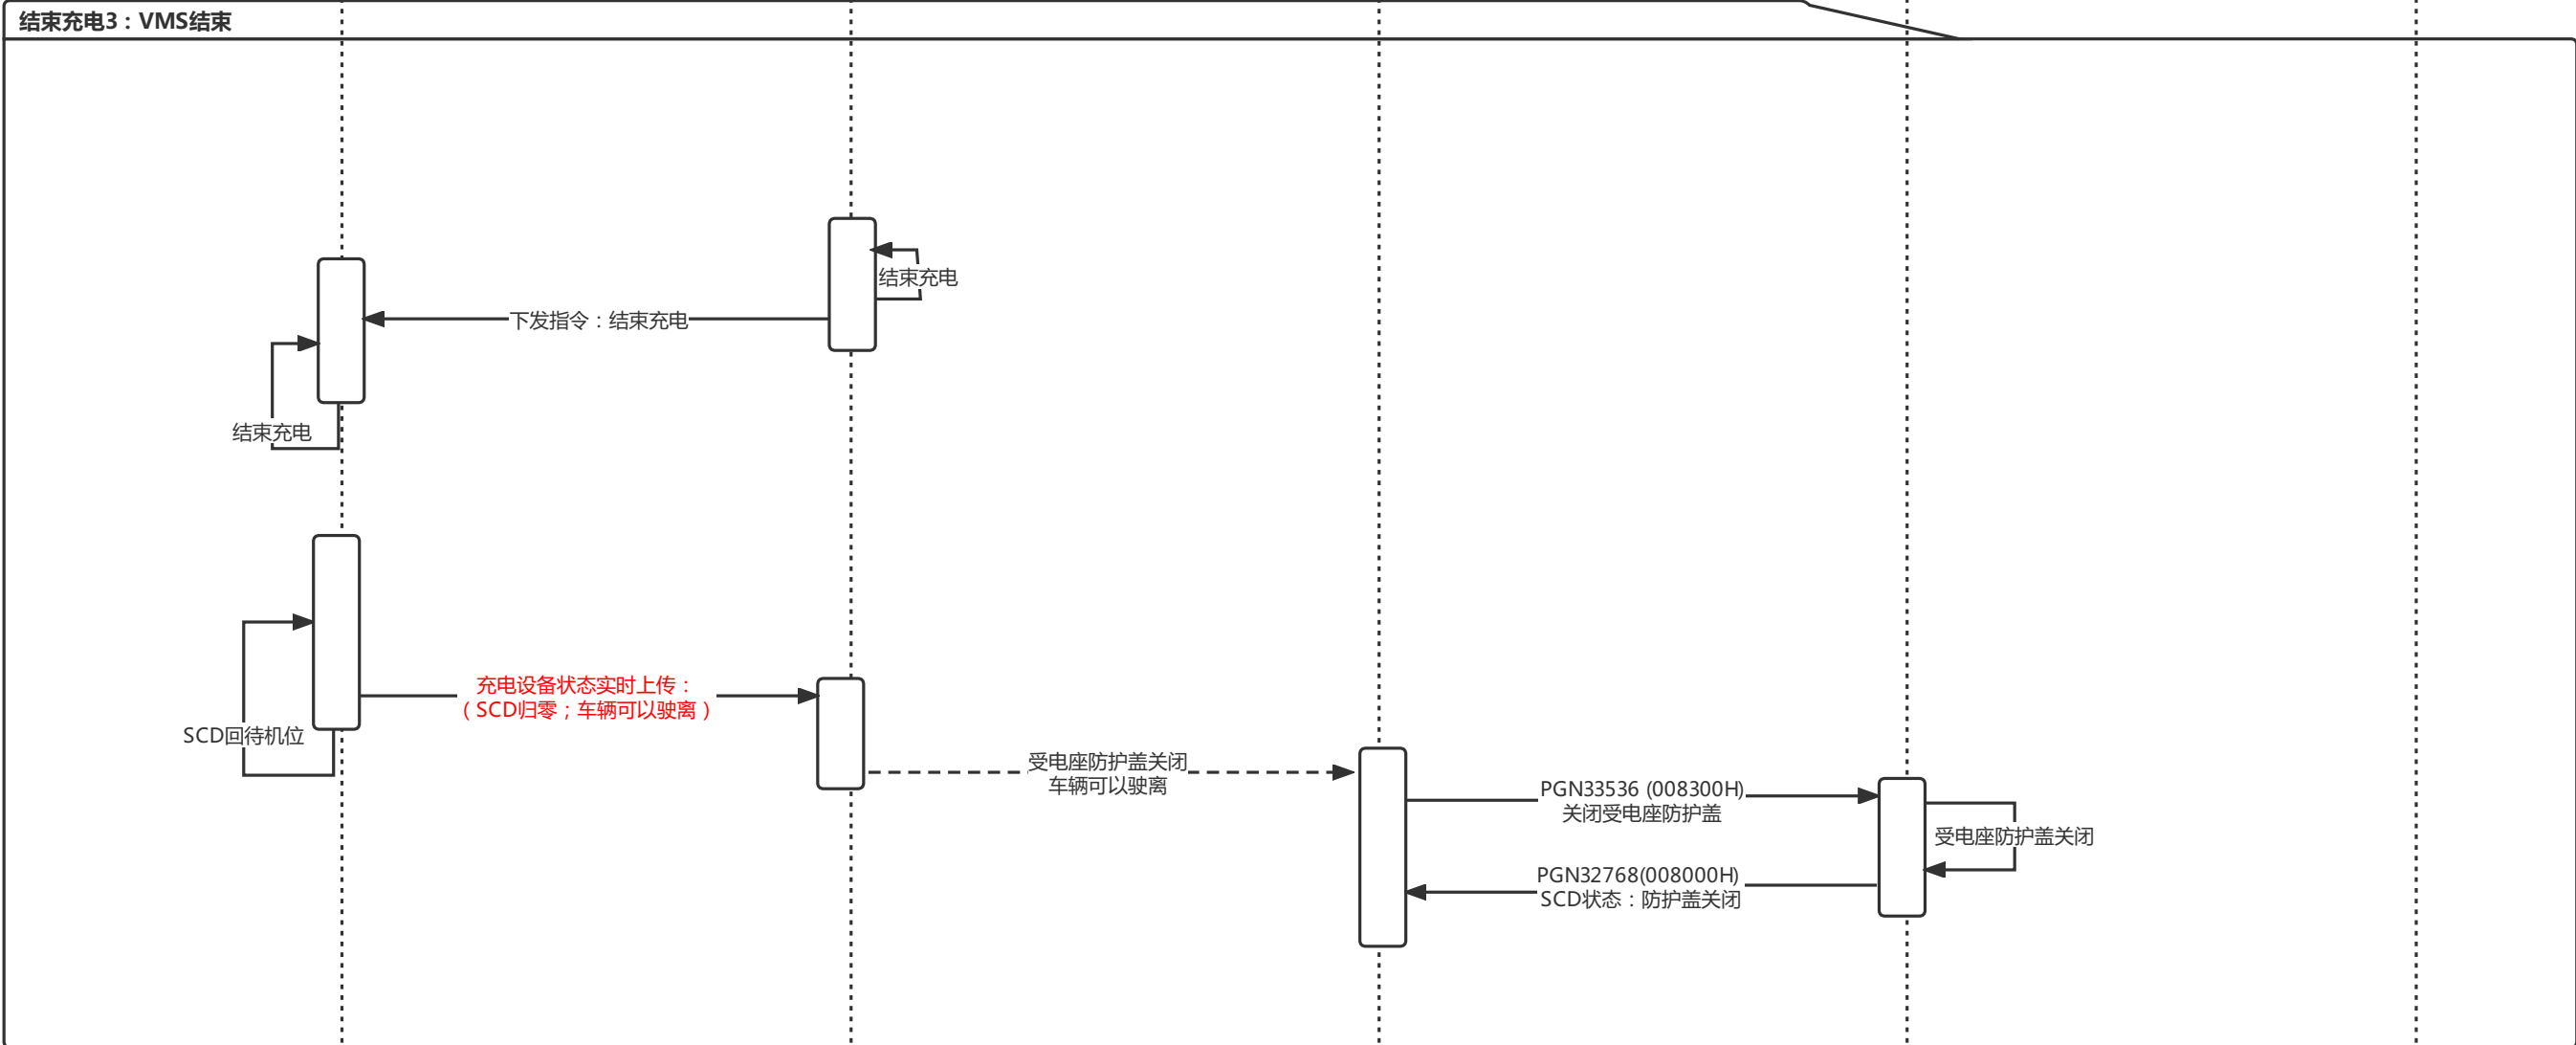 结束充电3：VMS结束
结束充电
下发指令：结束充电
结束充电
充电设备状态实时上传：
（SCD归零；车辆可以驶离）
SCD回待机位
受电座防护盖关闭
车辆可以驶离
PGN33536 (008300H)
关闭受电座防护盖
受电座防护盖关闭
PGN32768(008000H)
SCD状态：防护盖关闭